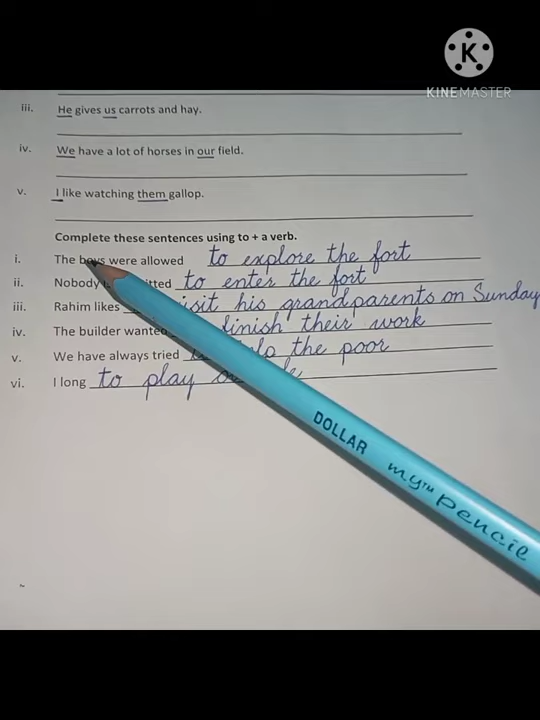 KINEMASTER
iii. He gives us carrots and hay.
iv. We have a lot of horses in our field.
v. I like watching them gallop.
Complete these sentences using to + a verb.
i. The boys were allowed to explore the fort
ii. Nobody to enter the fort
iii. Rahim likes his grandparents on Sunday
iv. The builder wanted finish their work
v. We have always tried the poor
vi. I long to play
DOLLAR my™ pencil